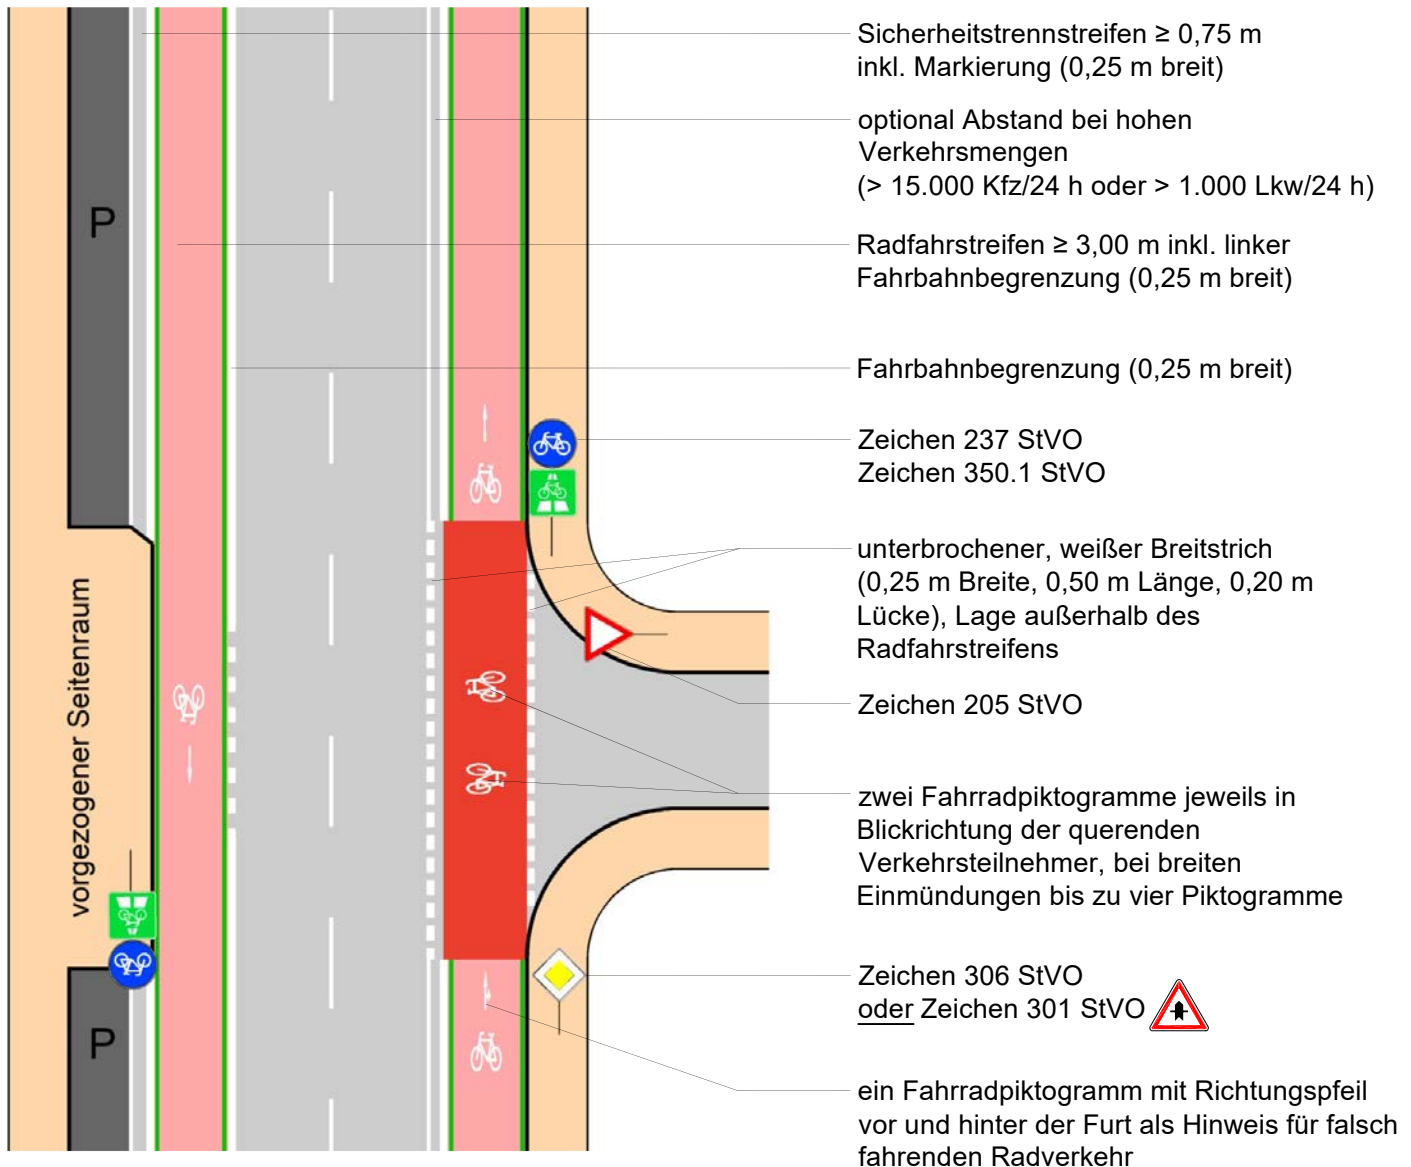 Sicherheitstrennstreifen ≥ 0,75 m
inkl. Markierung (0,25 m breit)
optional Abstand bei hohen
Verkehrsmengen
(> 15.000 Kfz/24 h oder > 1.000 Lkw/24 h)
P
Radfahrstreifen ≥ 3,00 m inkl. linker
Fahrbahnbegrenzung (0,25 m breit)
Fahrbahnbegrenzung (0,25 m breit)
Zeichen 237 StVO
Zeichen 350.1 StVO
unterbrochener, weißer Breitstrich
(0,25 m Breite, 0,50 m Länge, 0,20 m
Lücke), Lage außerhalb des
Radfahrstreifens
vorgezogener Seitenraum
Zeichen 205 StVO
zwei Fahrradpiktogramme jeweils in
Blickrichtung der querenden
Verkehrsteilnehmer, bei breiten
Einmündungen bis zu vier Piktogramme
Zeichen 306 StVO
oder Zeichen 301 StVO
P
ein Fahrradpiktogramm mit Richtungspfeil
vor und hinter der Furt als Hinweis für falsch
fahrenden Radverkehr